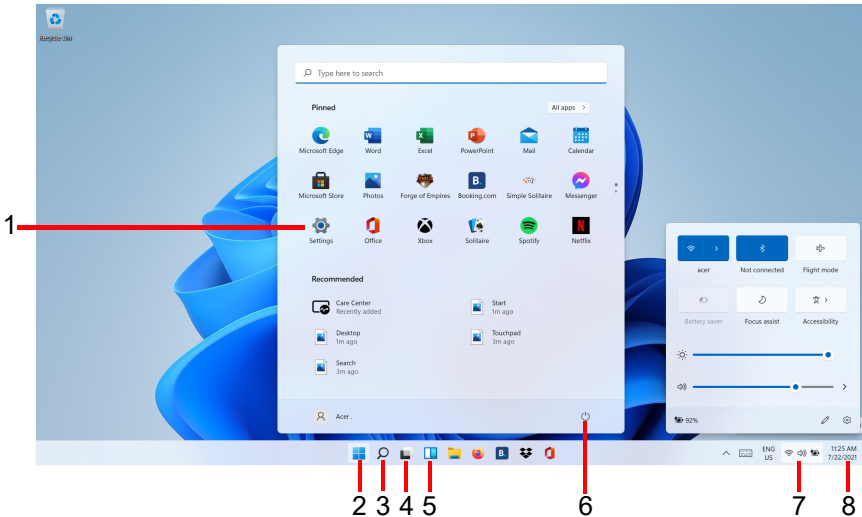 Recycle Bin
Type here to search
Pinned
All apps >
Microsoft Edge Word Excel PowerPoint Mail Calendar
Microsoft Store Photos Forge of Empires Booking.com Simple Solitaire Messenger
Settings Office Xbox Solitaire Spotify Netflix
Recommended
Care Center
Recently added
Start
1m ago
Desktop
1m ago
Touchpad
3m ago
Search
3m ago
Acer .
acer Not connected Flight mode
Battery saver Focus assist Accessibility
92%
ENG
US
11:25 AM
7/22/2021
1
2 3 4 5 6 7 8